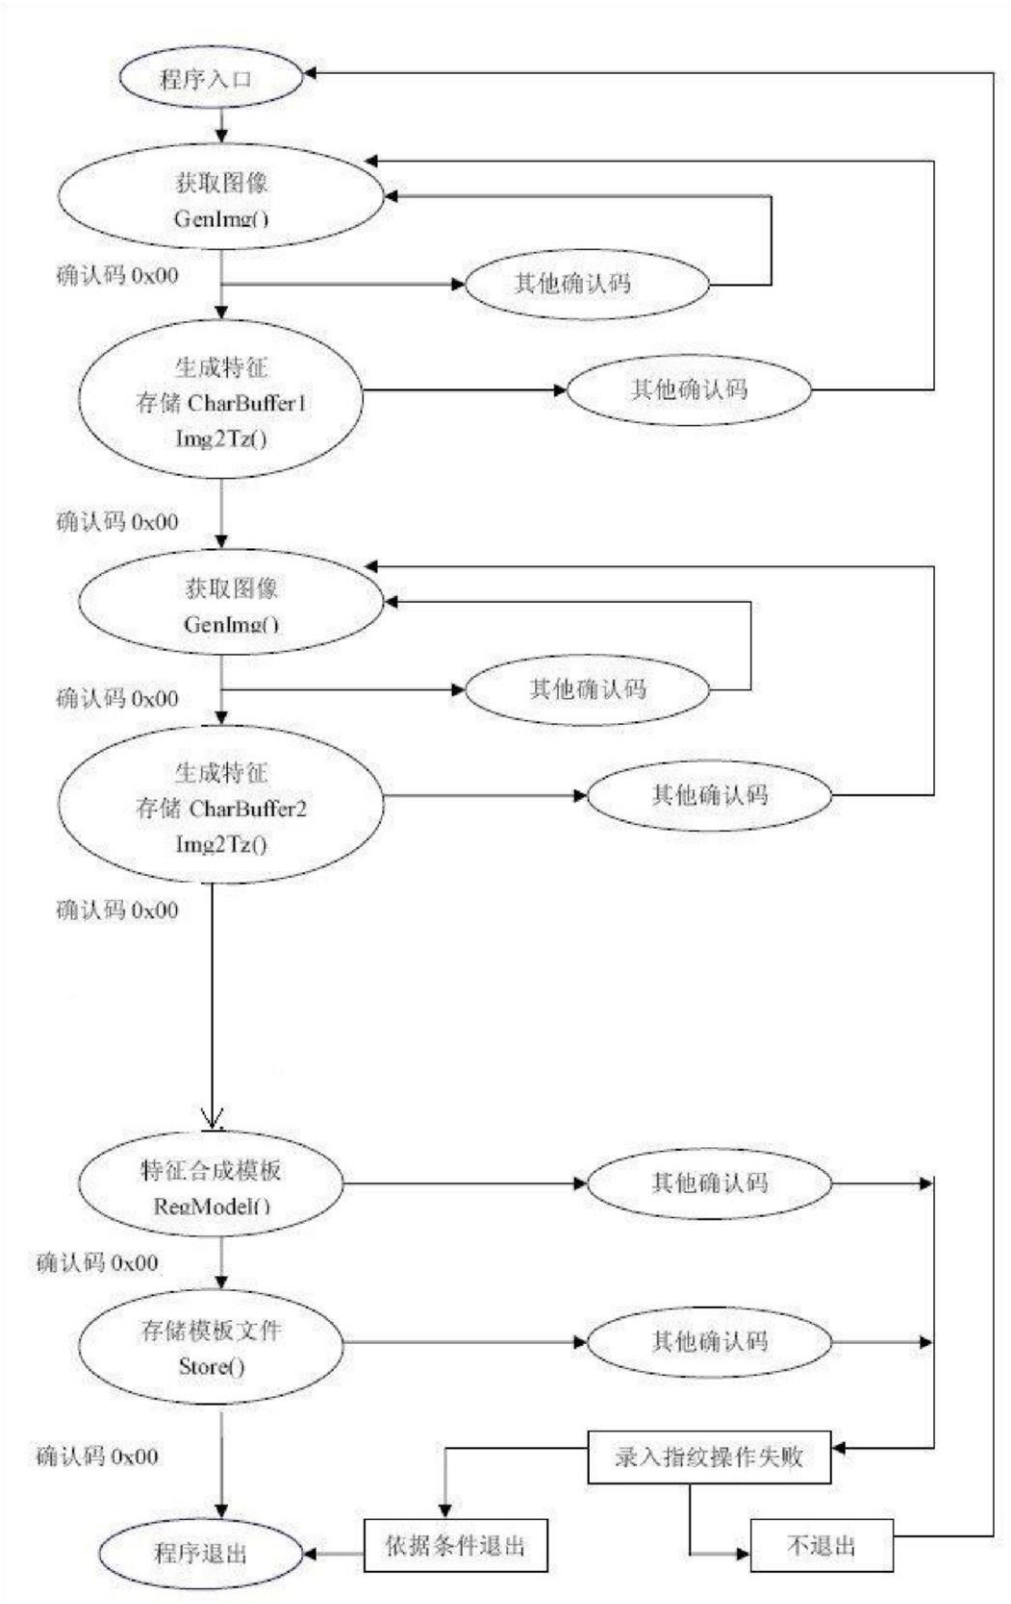 程序入口
获取图像
GenImg()
确认码 0x00
其他确认码
生成特征
存储 CharBuffer1
Img2Tz()
其他确认码
确认码 0x00
获取图像
GenImg()
确认码 0x00
其他确认码
生成特征
存储 CharBuffer2
Img2Tz()
其他确认码
确认码 0x00
特征合成模板
RegModel()
其他确认码
确认码 0x00
存储模板文件
Store()
其他确认码
确认码 0x00
录入指纹操作失败
程序退出
依据条件退出
不退出